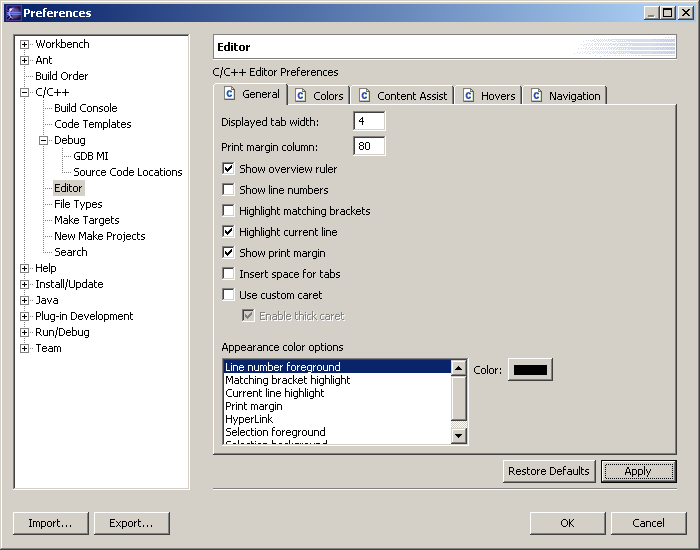 Preferences
Workbench
Ant
Build Order
C/C++
Build Console
Code Templates
Debug
GDB MI
Source Code Locations
Editor
File Types
Make Targets
New Make Projects
Search
Help
Install/Update
Java
Plug-in Development
Run/Debug
Team
Editor
C/C++ Editor Preferences
General Colors Content Assist Hovers Navigation
Displayed tab width: 4
Print margin column: 80
Show overview ruler
Show line numbers
Highlight matching brackets
Highlight current line
Show print margin
Insert space for tabs
Use custom caret
Enable thick caret
Appearance color options
Line number foreground
Color:
Matching bracket highlight
Current line highlight
Print margin
HyperLink
Selection foreground
Selection background
Restore Defaults Apply
Import... Export... OK Cancel